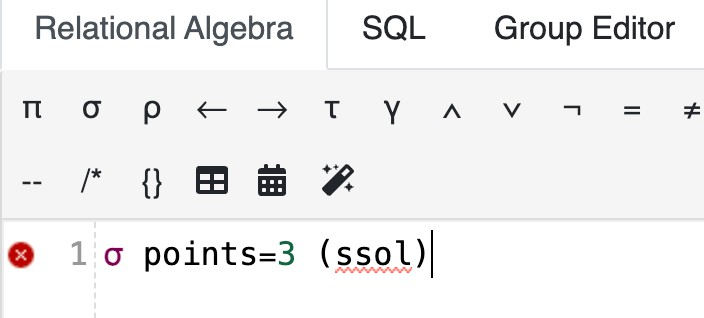 Relational Algebra SQL Group Editor
π σ ρ ← → τ γ ∧ ∨ ¬ = ≠
-- /* {}
1 σ points=3 (ssol)